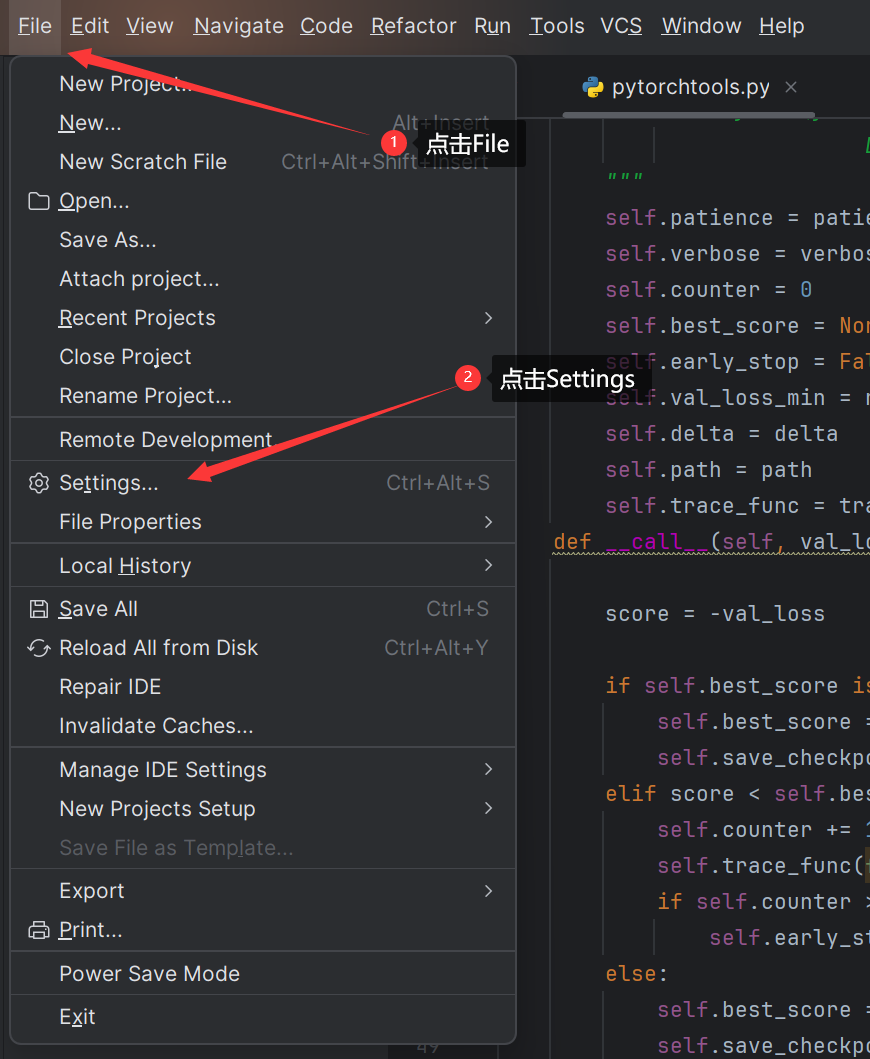 File Edit View Navigate Code Refactor Run Tools VCS Window Help
New Project...
New... Alt+Insert
New Scratch File Ctrl+Alt+Shift+Insert
Open...
Save As...
Attach project...
Recent Projects
Close Project
Rename Project...
Remote Development...
Settings... Ctrl+Alt+S
File Properties
Local History
Save All Ctrl+S
Reload All from Disk Ctrl+Alt+Y
Repair IDE
Invalidate Caches...
Manage IDE Settings
New Projects Setup
Save File as Template...
Export
Print...
Power Save Mode
Exit
1 点击File
2 点击Settings
pytorchtools.py
"""
self.patience = patie
self.verbose = verbos
self.counter = 0
self.best_score = Non
self.early_stop = Fal
self.val_loss_min = n
self.delta = delta
self.path = path
self.trace_func = tra
def __call__(self, val_lo
score = -val_loss
if self.best_score is
self.best_score =
self.save_checkpo
elif score < self.bes
self.counter += 1
self.trace_func(
if self.counter >
self.early_st
else:
self.best_score =
self.save_checkpo
49